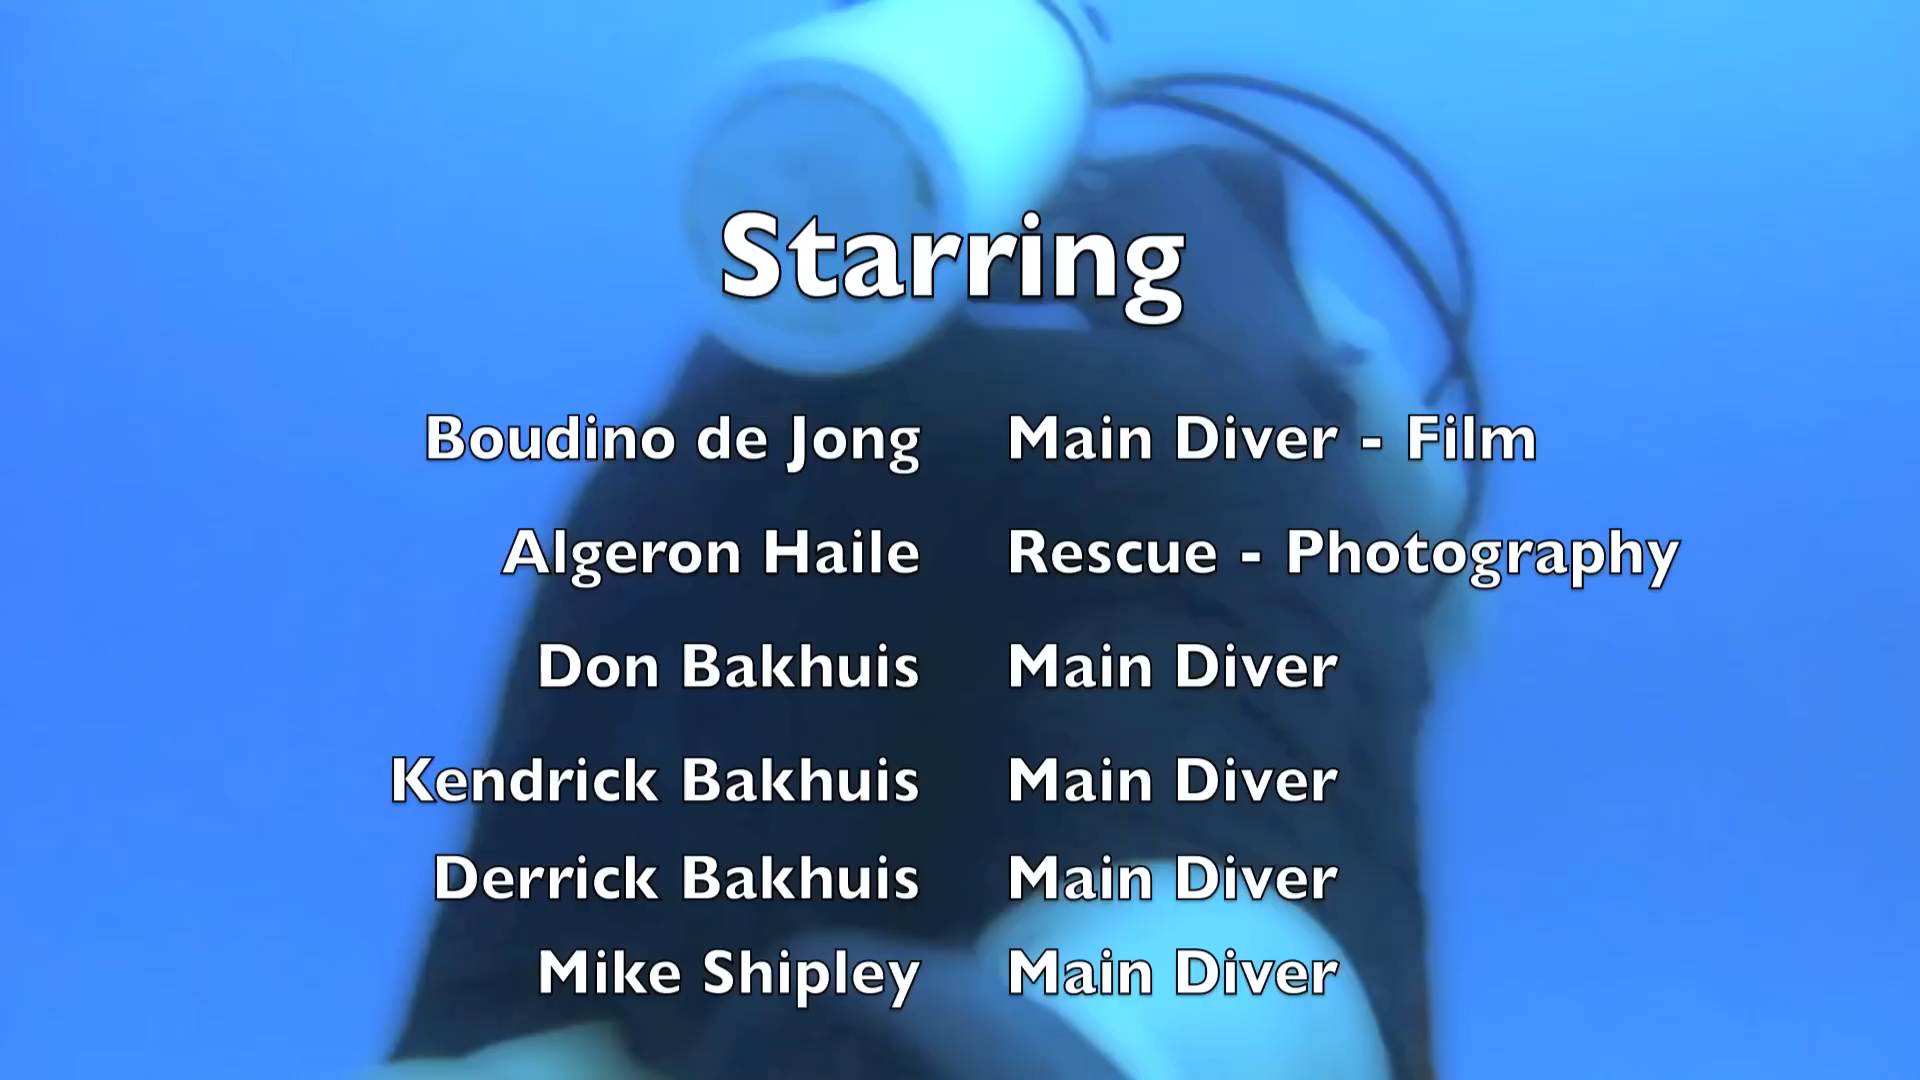 Starring
Boudino de Jong Main Diver - Film
Algeron Haile Rescue - Photography
Don Bakhuis Main Diver
Kendrick Bakhuis Main Diver
Derrick Bakhuis Main Diver
Mike Shipley Main Diver